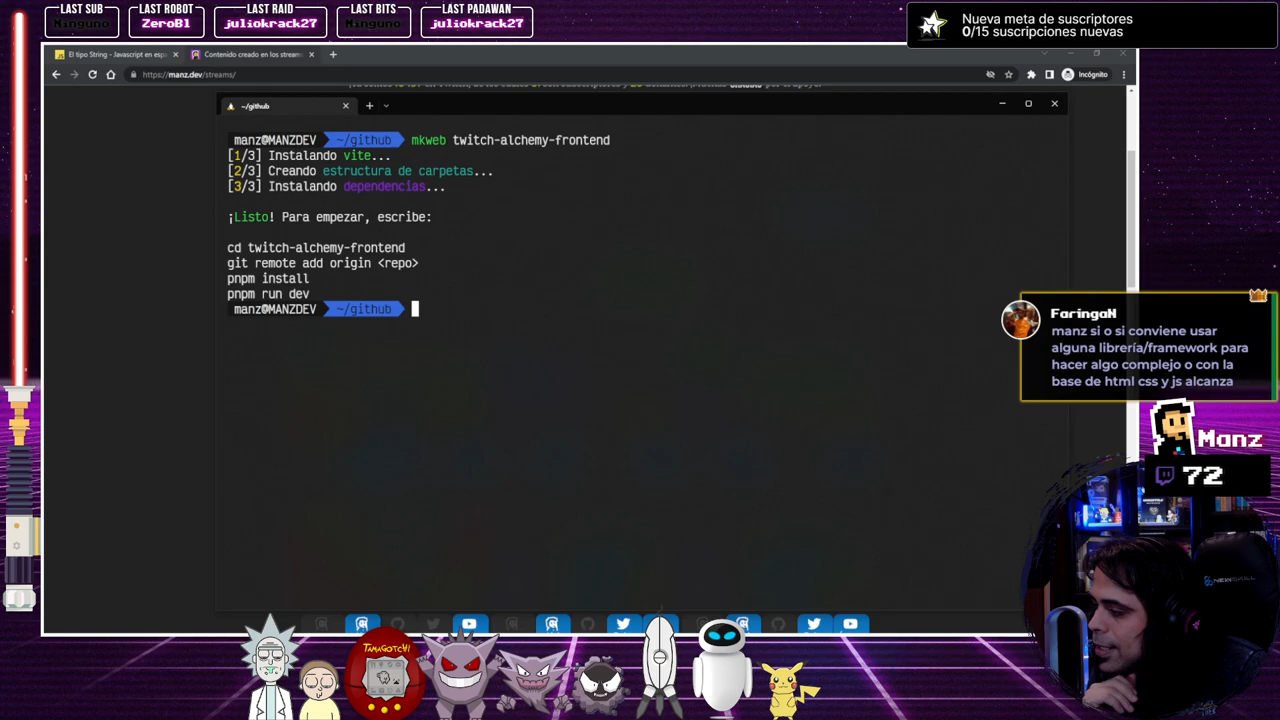 LAST SUB
Ninguno
LAST ROBOT
ZeroBl
LAST RAID
juliokrack27
LAST BITS
Ninguno
LAST PADAWAN
juliokrack27
Nueva meta de suscriptores
0/15 suscripciones nuevas
El tipo String - Javascript en esp
Contenido creado en los stream
https://manz.dev/streams/
Incógnito
~/github
manz@MANZDEV ~/github mkweb twitch-alchemy-frontend
[1/3] Instalando vite...
[2/3] Creando estructura de carpetas...
[3/3] Instalando dependencias...
¡Listo! Para empezar, escribe:
cd twitch-alchemy-frontend
git remote add origin <repo>
pnpm install
pnpm run dev
manz@MANZDEV ~/github
FaringaN
manz si o si conviene usar
alguna librería/framework para
hacer algo complejo o con la
base de html css y js alcanza
Manz
72
NEWSKILL
TAMAGOTCHI